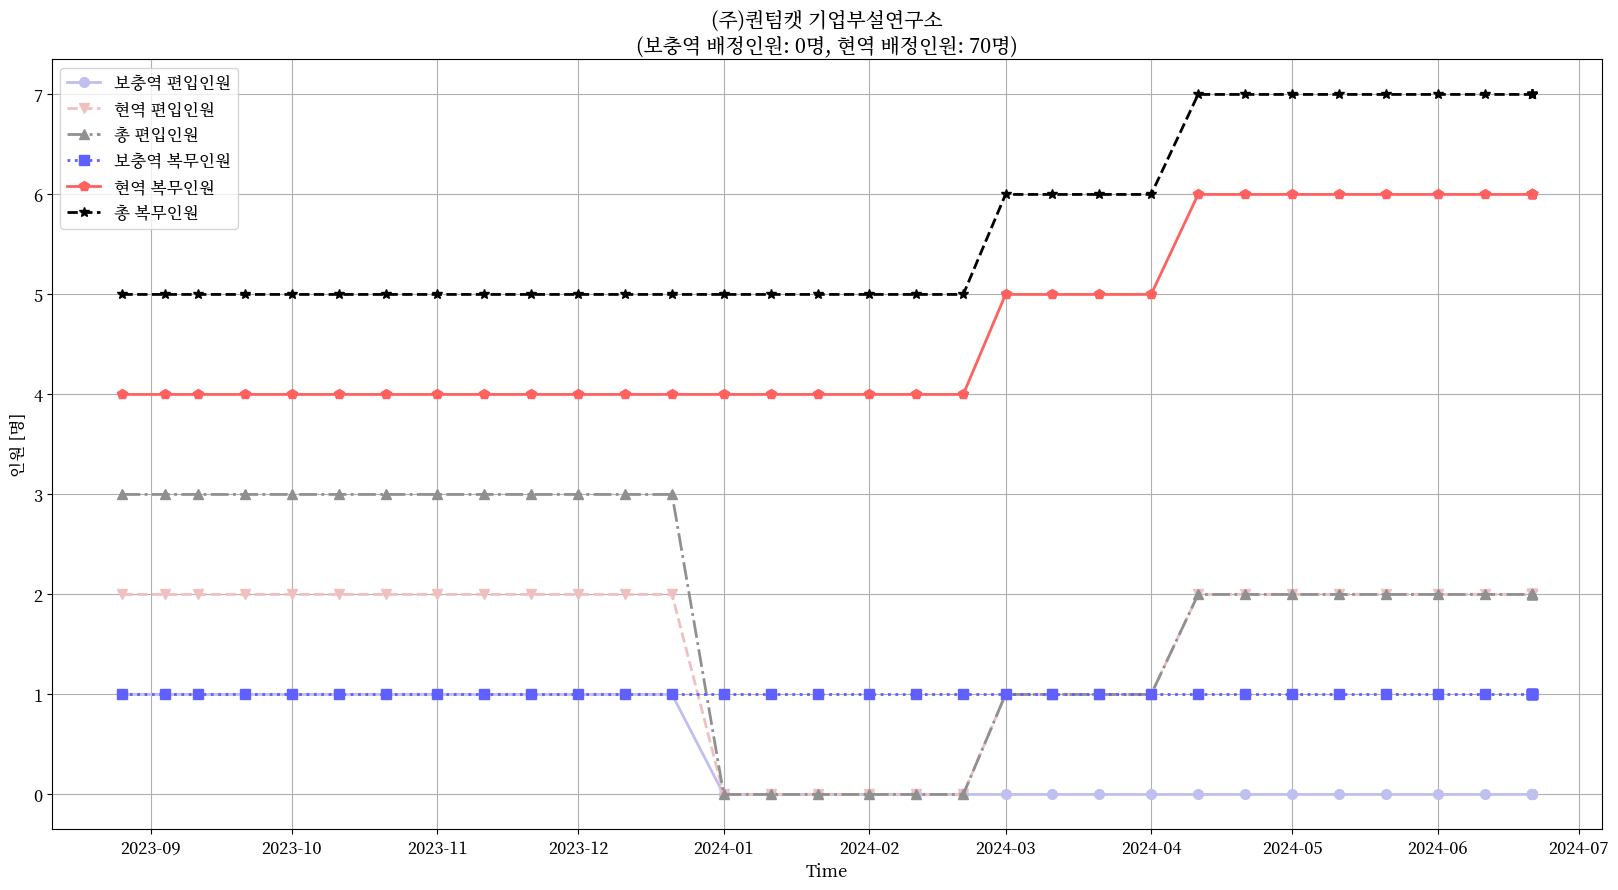 (주)퀀텀캣 기업부설연구소
(보충역 배정인원: 0명, 현역 배정인원: 70명)
보충역 편입인원
현역 편입인원
총 편입인원
보충역 복무인원
현역 복무인원
총 복무인원
인원 [명]
7
6
5
4
3
2
1
0
2023-09
2023-10
2023-11
2023-12
2024-01
2024-02
2024-03
2024-04
2024-05
2024-06
2024-07
Time